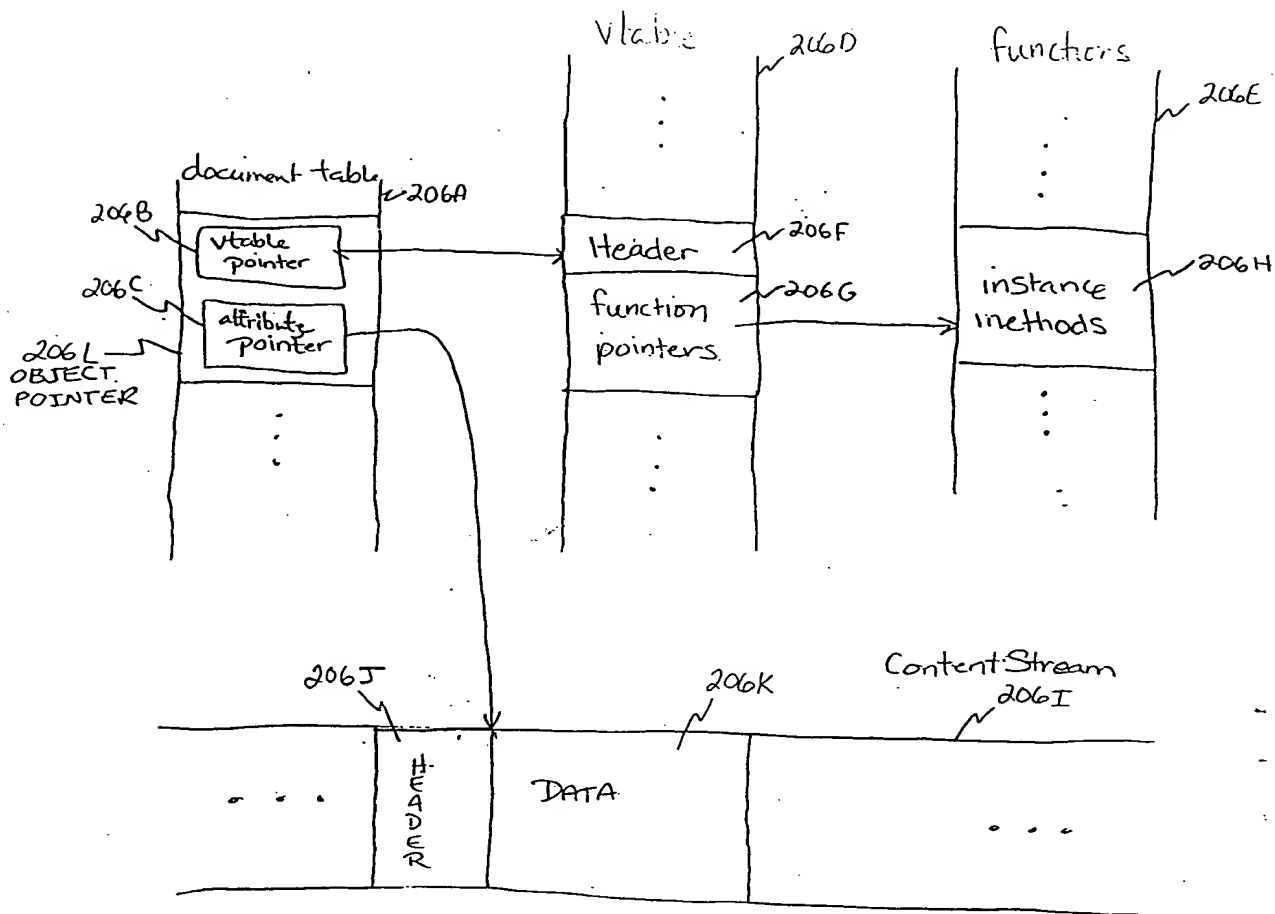 vtable
206D
functions
206E
document table
206A
206B
vtable
pointer
Header
206F
206H
206C
attribute
pointer
function
pointers.
206G
instance
methods
206L
OBJECT.
POINTER
206J
206K
Content Stream
206I
HEADER
DATA